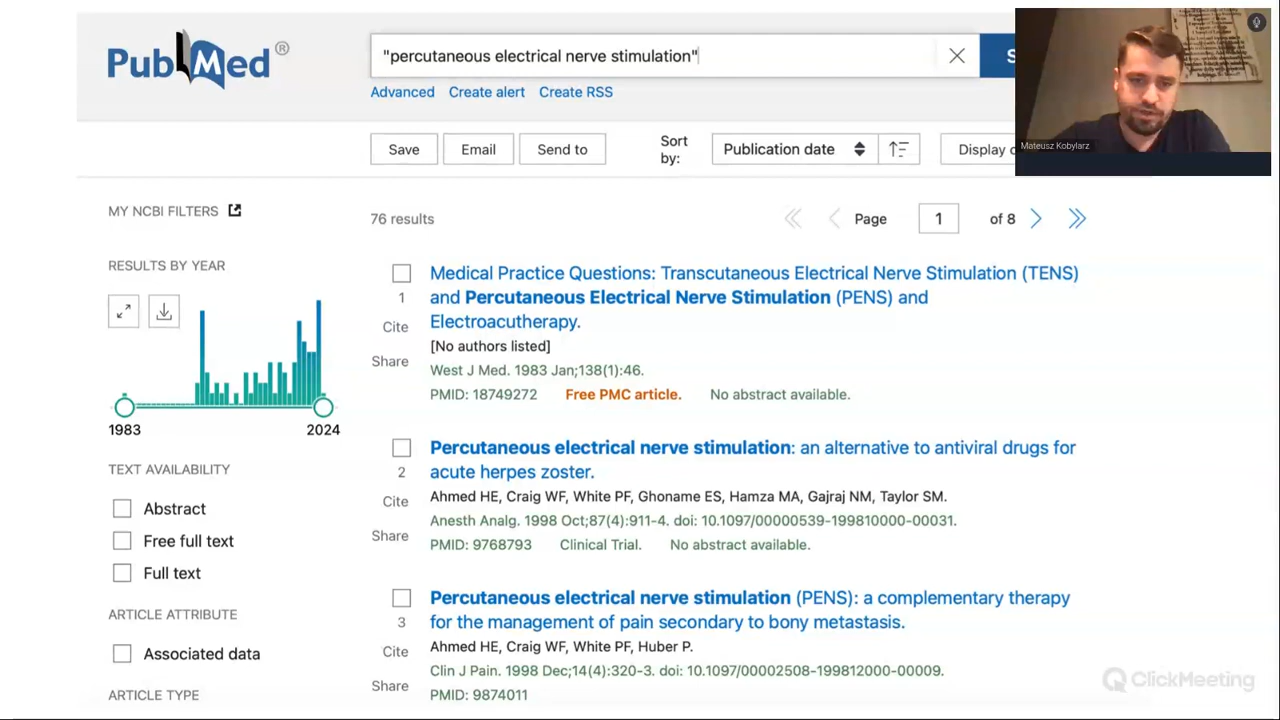 PubMed®
"percutaneous electrical nerve stimulation"
S
Advanced
Create alert
Create RSS
Mateusz Kobylarz
Save
Email
Send to
Sort by:
Publication date
Display o
MY NCBI FILTERS
76 results
Page
1
of 8
RESULTS BY YEAR
1983
2024
TEXT AVAILABILITY
Abstract
Free full text
Full text
ARTICLE ATTRIBUTE
Associated data
ARTICLE TYPE
1
Cite
Share
Medical Practice Questions: Transcutaneous Electrical Nerve Stimulation (TENS)
and Percutaneous Electrical Nerve Stimulation (PENS) and
Electroacutherapy.
[No authors listed]
West J Med. 1983 Jan;138(1):46.
PMID: 18749272 Free PMC article. No abstract available.
2
Cite
Share
Percutaneous electrical nerve stimulation: an alternative to antiviral drugs for
acute herpes zoster.
Ahmed HE, Craig WF, White PF, Ghoname ES, Hamza MA, Gajraj NM, Taylor SM.
Anesth Analg. 1998 Oct;87(4):911-4. doi: 10.1097/00000539-199810000-00031.
PMID: 9768793 Clinical Trial. No abstract available.
3
Cite
Share
Percutaneous electrical nerve stimulation (PENS): a complementary therapy
for the management of pain secondary to bony metastasis.
Ahmed HE, Craig WF, White PF, Huber P.
Clin J Pain. 1998 Dec;14(4):320-3. doi: 10.1097/00002508-199812000-00009.
PMID: 9874011
ClickMeeting